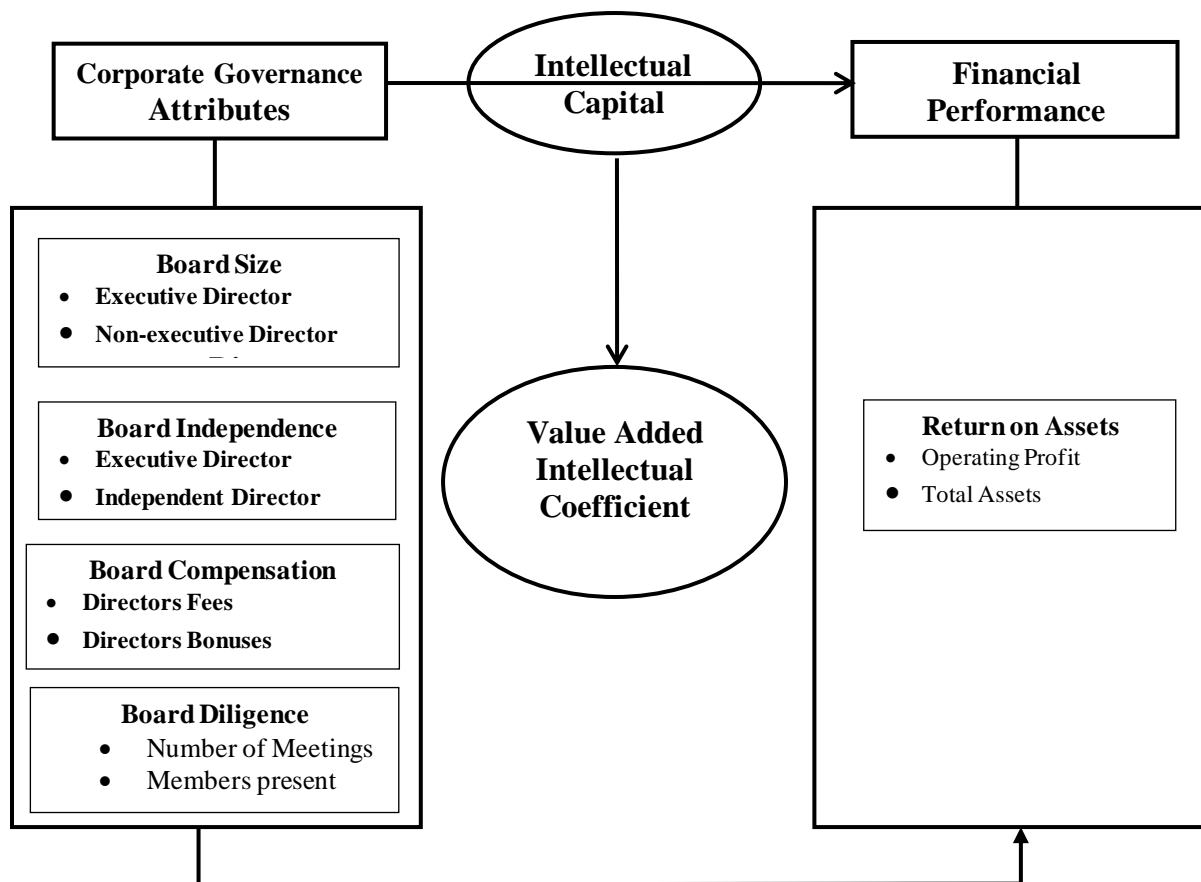 Corporate Governance
Attributes
Intellectual
Capital
Financial
Performance
Board Size
• Executive Director
• Non-executive Director
Board Independence
• Executive Director
• Independent Director
Board Compensation
• Directors Fees
• Directors Bonuses
Board Diligence
• Number of Meetings
• Members present
Value Added
Intellectual
Coefficient
Return on Assets
• Operating Profit
• Total Assets